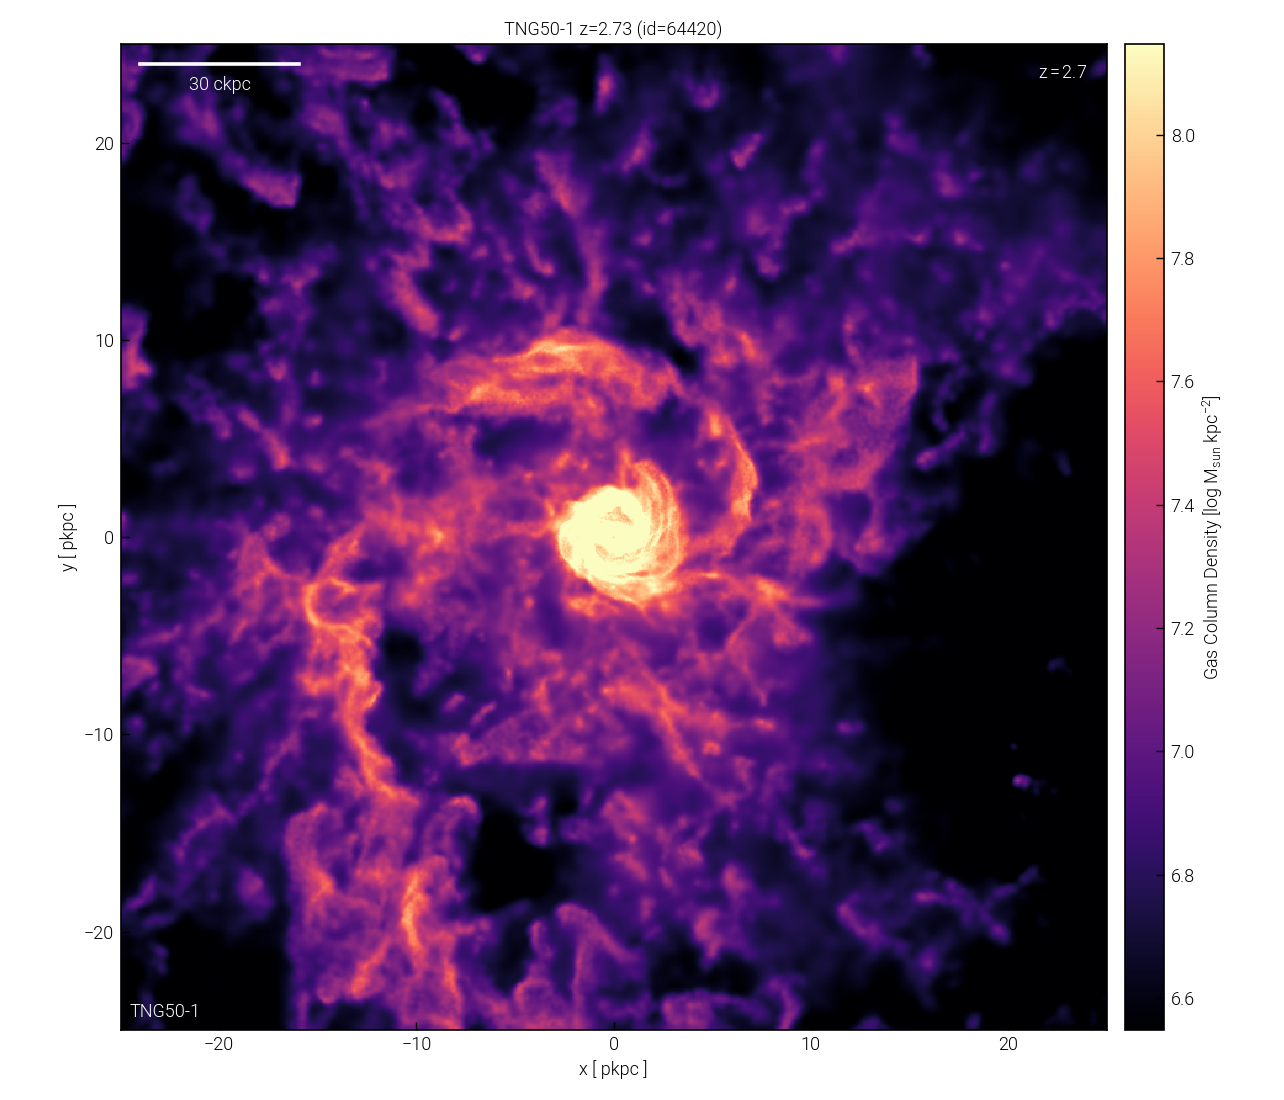 TNG50-1 z=2.73 (id=64420)
30 ckpc
z = 2.7
20
10
0
−10
−20
y [ pkpc ]
TNG50-1
−20 −10 0 10 20
x [ pkpc ]
8.0
7.8
7.6
7.4
7.2
7.0
6.8
6.6
Gas Column Density [log M_sun kpc⁻²]